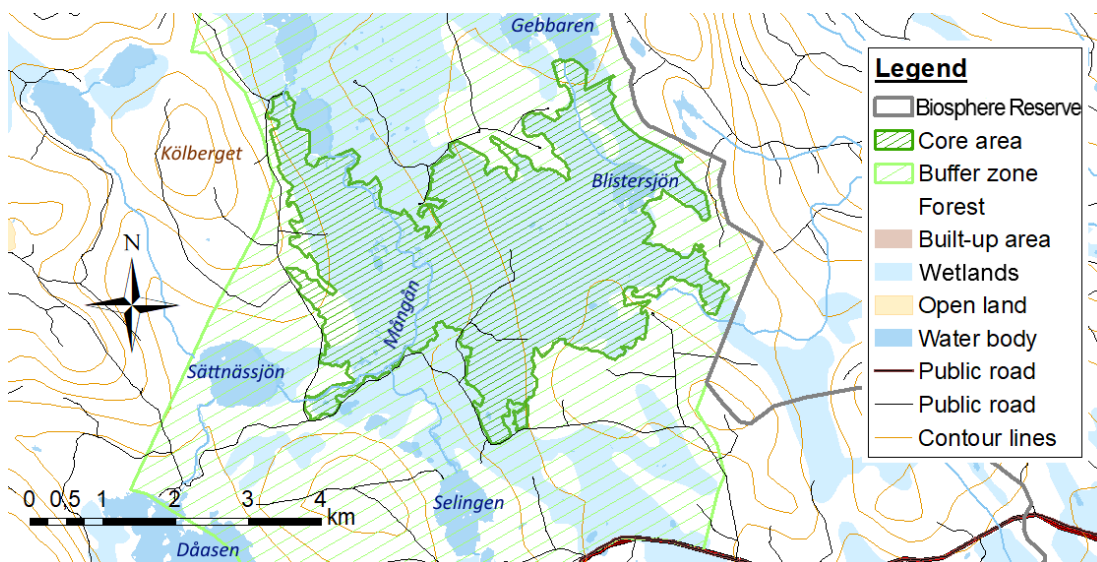 Gebbaren
Kölberget
Blistersjön
N
Mångån
Sättnässjön
Selingen
Dåasen
0 0,5 1 2 3 4
km
Legend
Biosphere Reserve
Core area
Buffer zone
Forest
Built-up area
Wetlands
Open land
Water body
Public road
Public road
Contour lines